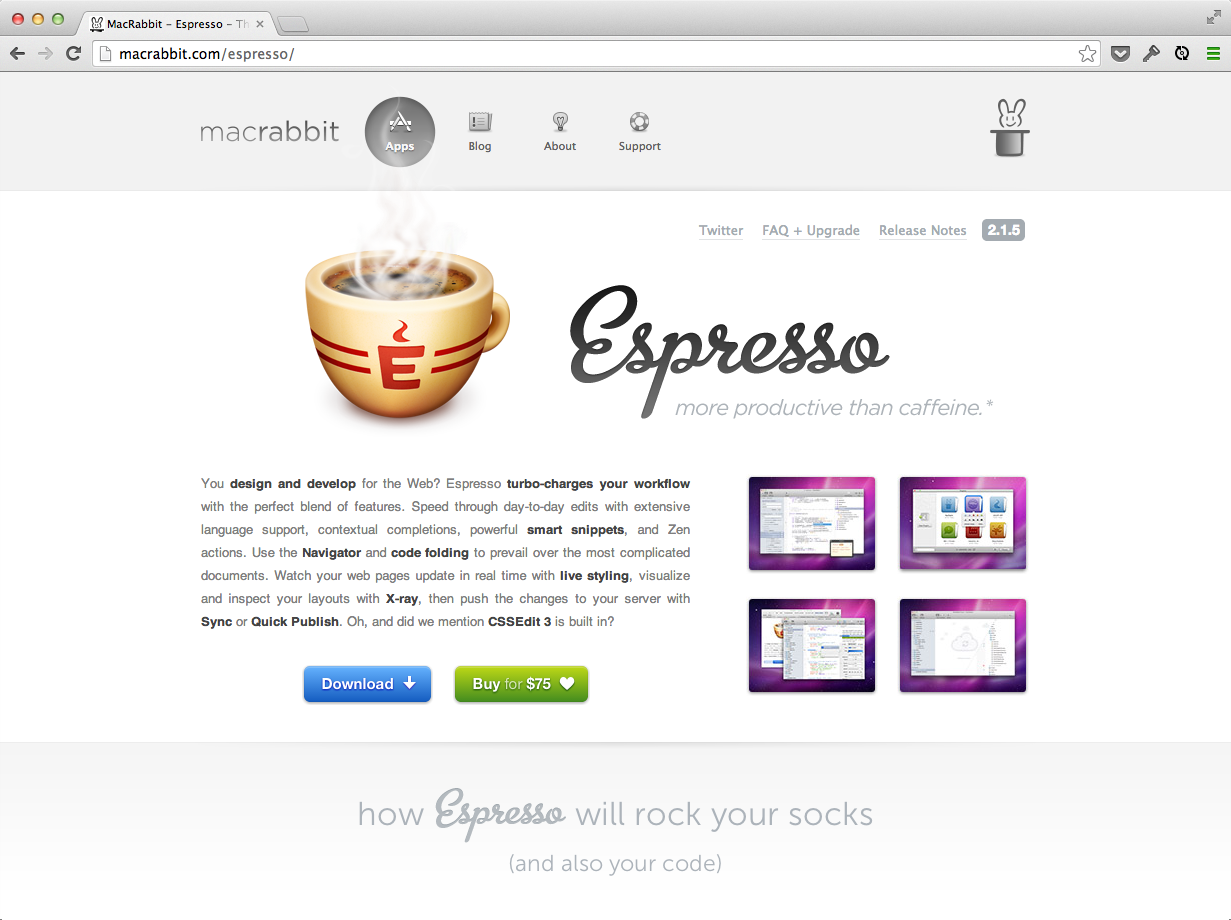 MacRabbit – Espresso – Th
macrabbit.com/espresso/
macrabbit
Apps
Blog
About
Support
Twitter
FAQ + Upgrade
Release Notes
2.1.5
E
Espresso
more productive than caffeine.*
You design and develop for the Web? Espresso turbo-charges your workflow
with the perfect blend of features. Speed through day-to-day edits with extensive
language support, contextual completions, powerful smart snippets, and Zen
actions. Use the Navigator and code folding to prevail over the most complicated
documents. Watch your web pages update in real time with live styling, visualize
and inspect your layouts with X-ray, then push the changes to your server with
Sync or Quick Publish. Oh, and did we mention CSSEdit 3 is built in?
Download
Buy for $75
how Espresso will rock your socks
(and also your code)